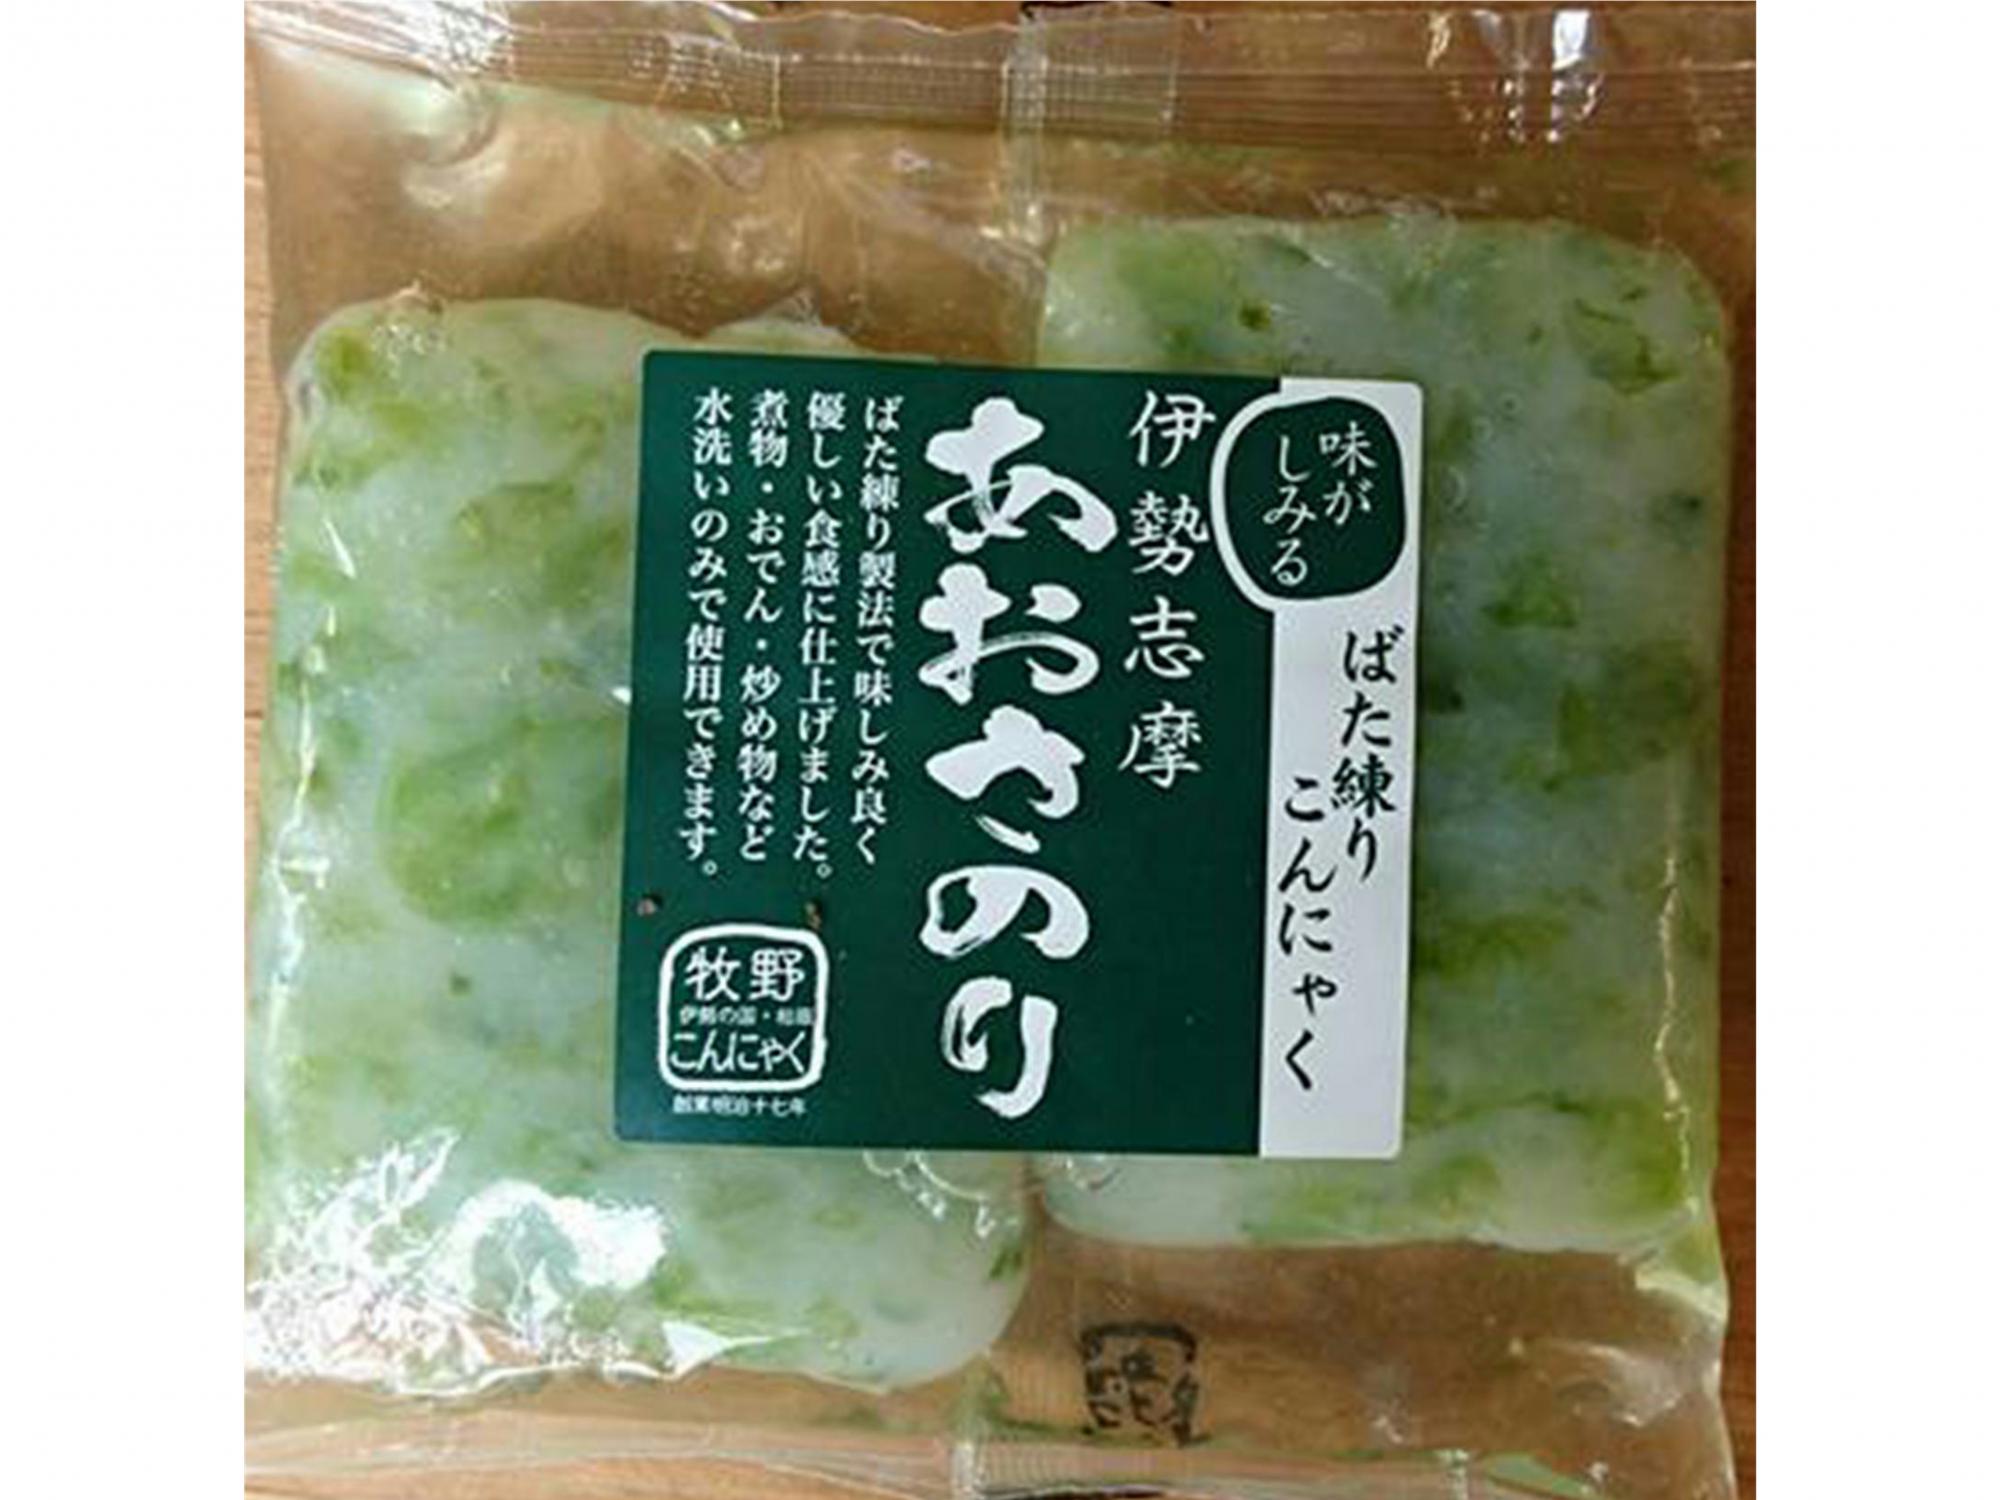 味が
しみる
ばた練り
こんにゃく
伊勢志摩
あおさのり
ばた練り製法で味しみ良く
優しい食感に仕上げました。
煮物・おでん・炒め物など
水洗いのみで使用できます。
牧野
伊勢の国・松阪
こんにゃく
創業明治十七年